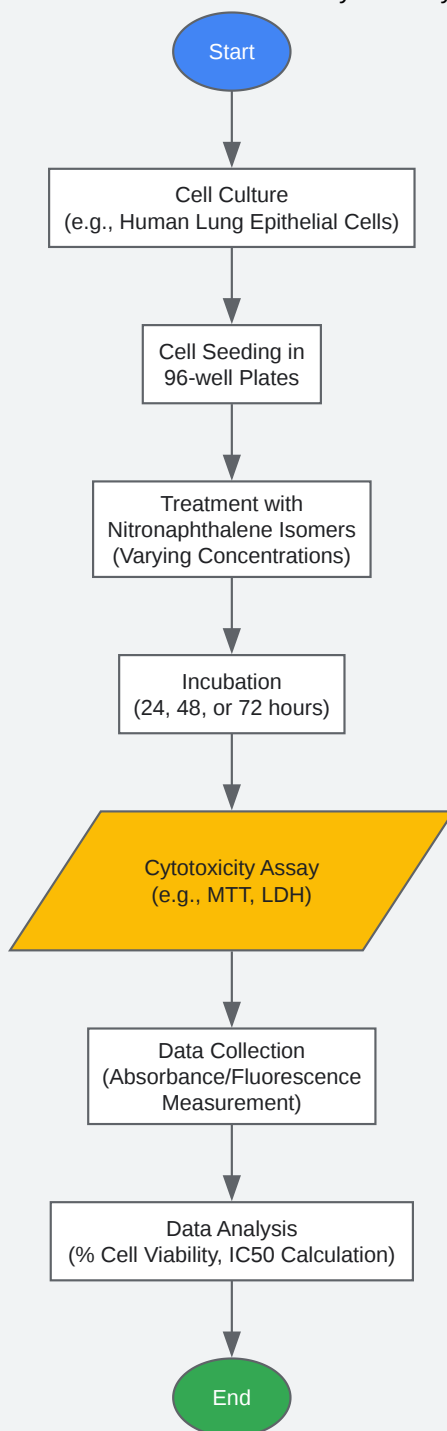 Start
Cell Culture
(e.g., Human Lung Epithelial Cells)
Cell Seeding in
96-well Plates
Treatment with
Nitronaphthalene Isomers
(Varying Concentrations)
Incubation
(24, 48, or 72 hours)
Cytotoxicity Assay
(e.g., MTT, LDH)
Data Collection
(Absorbance/Fluorescence
Measurement)
Data Analysis
(% Cell Viability, IC50 Calculation)
End